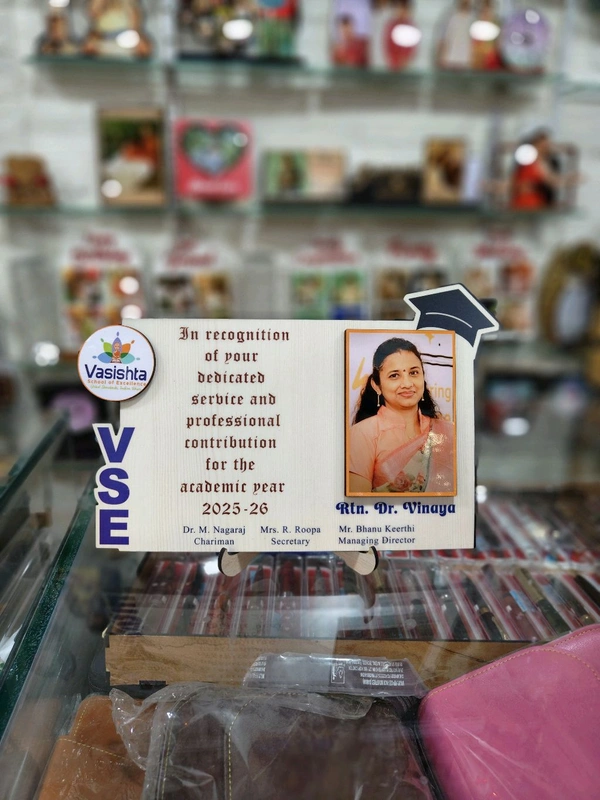 Vasishta
School of Excellence
VSE
In recognition
of your
dedicated
service and
professional
contribution
for the
academic year
2025-26
Rtn. Dr. Vinaya
Dr. M. Nagaraj
Chariman
Mrs. R. Roopa
Secretary
Mr. Bhanu Keerthi
Managing Director